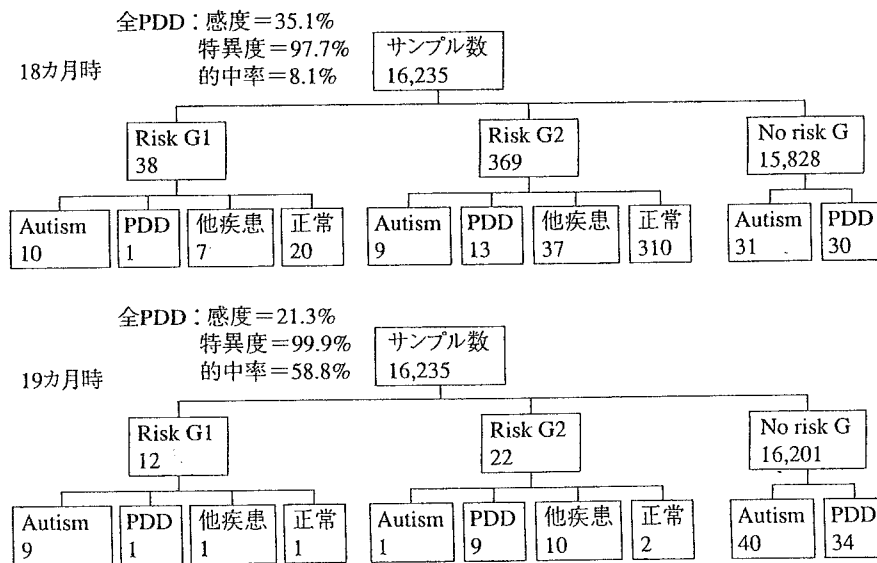 全PDD：感度＝35.1%
特異度＝97.7%
的中率＝8.1%
18カ月時
サンプル数
16,235
Risk G1
38
Risk G2
369
No risk G
15,828
Autism
10
PDD
1
他疾患
7
正常
20
Autism
9
PDD
13
他疾患
37
正常
310
Autism
31
PDD
30
全PDD：感度＝21.3%
特異度＝99.9%
的中率＝58.8%
19カ月時
サンプル数
16,235
Risk G1
12
Risk G2
22
No risk G
16,201
Autism
9
PDD
1
他疾患
1
正常
1
Autism
1
PDD
9
他疾患
10
正常
2
Autism
40
PDD
34